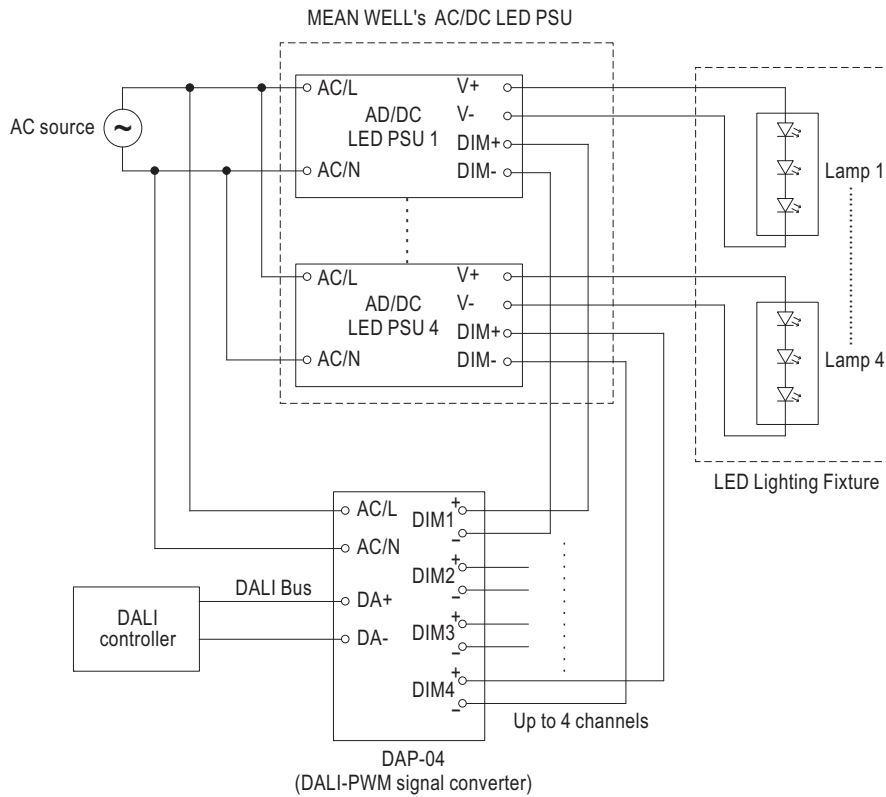 MEAN WELL's AC/DC LED PSU
AC source
~
AC/L
AD/DC
LED PSU 1
AC/N
V+
V-
DIM+
DIM-
Lamp 1
AC/L
AD/DC
LED PSU 4
AC/N
V+
V-
DIM+
DIM-
Lamp 4
LED Lighting Fixture
AC/L
AC/N
DA+
DA-
DIM1
+
–
DIM2
+
–
DIM3
+
–
DIM4
+
–
DALI Bus
DALI
controller
Up to 4 channels
DAP-04
(DALI-PWM signal converter)